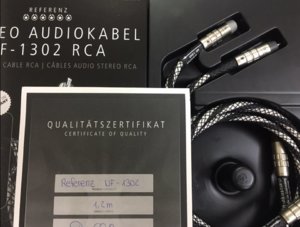 REFERENZ
EO AUDIOKABEL
F-1302 RCA
CABLE RCA | CÂBLES AUDIO STEREO RCA
QUALITÄTSZERTIFIKAT
CERTIFICATE OF QUALITY
Referenz NF-1302
1,2m